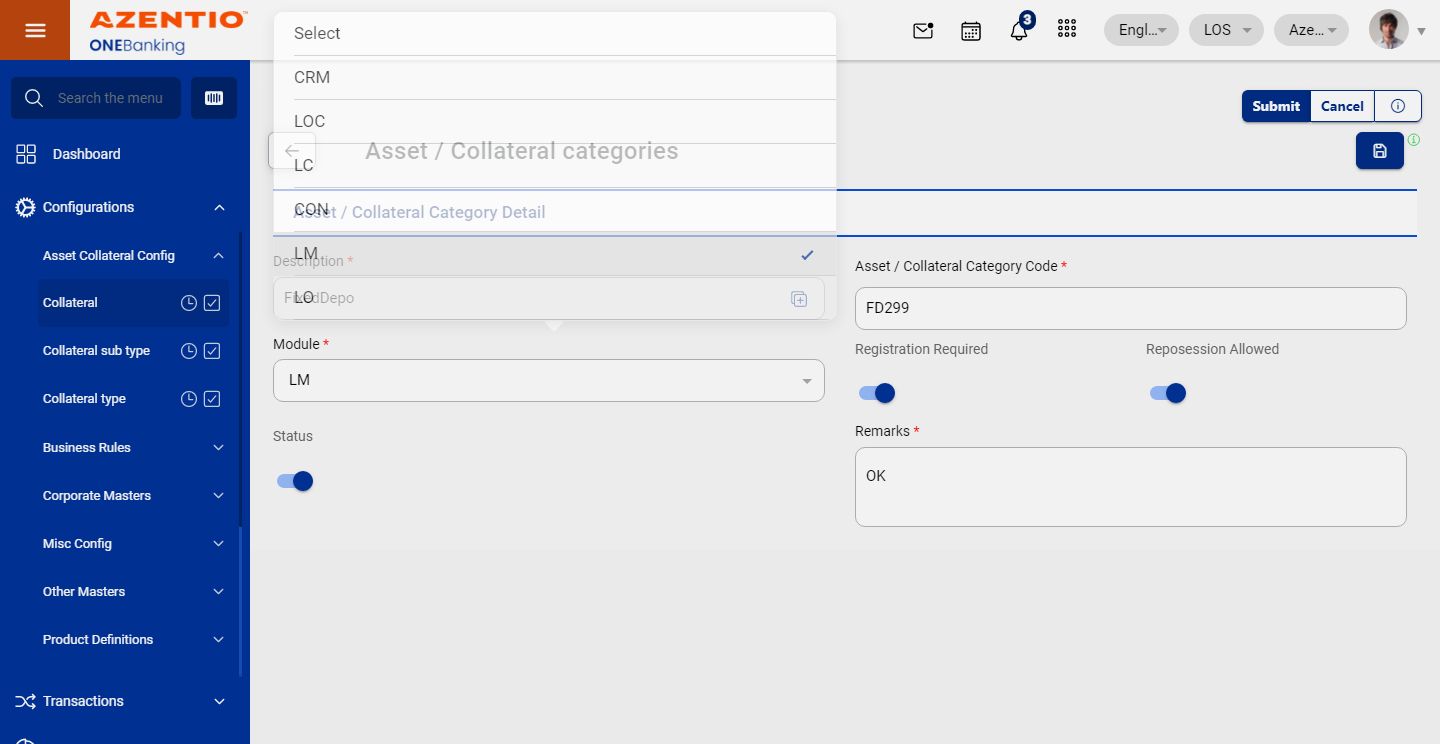 AZENTIO™
ONEBanking
3
Engl...
LOS
Aze...
Search the menu
Dashboard
Configurations
Asset Collateral Config
Collateral
Collateral sub type
Collateral type
Business Rules
Corporate Masters
Misc Config
Other Masters
Product Definitions
Transactions
Select
CRM
LOC
LC
CON
LM
LO
Submit
Cancel
Asset / Collateral categories
Asset / Collateral Category Detail
Description *
FixedDepo
Asset / Collateral Category Code *
FD299
Module *
LM
Registration Required
Reposession Allowed
Status
Remarks *
OK